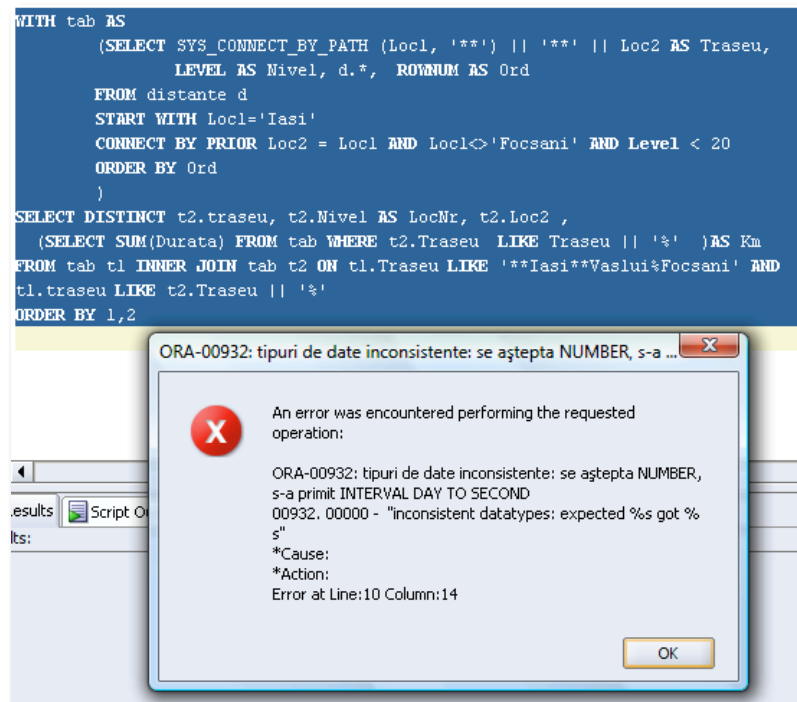 WITH tab AS
(SELECT SYS_CONNECT_BY_PATH (Loc1, '**') || '**' || Loc2 AS Traseu,
LEVEL AS Nivel, d.*, ROWNUM AS Ord
FROM distante d
START WITH Loc1='Iasi'
CONNECT BY PRIOR Loc2 = Loc1 AND Loc1<>'Focsani' AND Level < 20
ORDER BY Ord
)
SELECT DISTINCT t2.traseu, t2.Nivel AS LocNr, t2.Loc2 ,
(SELECT SUM(Durata) FROM tab WHERE t2.Traseu LIKE Traseu || '%' )AS Km
FROM tab t1 INNER JOIN tab t2 ON t1.Traseu LIKE '**Iasi**Vaslui%Focsani' AND
t1.traseu LIKE t2.Traseu || '%'
ORDER BY 1,2
ORA-00932: tipuri de date inconsistente: se aştepta NUMBER, s-a ...
An error was encountered performing the requested
operation:
ORA-00932: tipuri de date inconsistente: se aştepta NUMBER,
s-a primit INTERVAL DAY TO SECOND
00932. 00000 - "inconsistent datatypes: expected %s got %
s"
*Cause:
*Action:
Error at Line:10 Column:14
OK
esults Script O
lts: